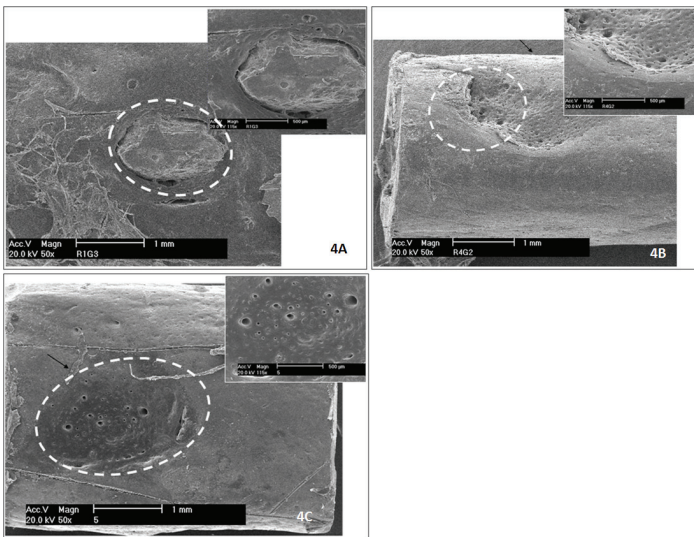 Acc.V Magn 500 µm
20.0 kV 115x R1G3
Acc.V Magn 1 mm
20.0 kV 50x R1G3
4A
Acc.V Magn 500 µm
20.0 kV 115x R4G2
Acc.V Magn 1 mm
20.0 kV 50x R4G2
4B
Acc.V Magn 500 µm
20.0 kV 115x 5
Acc.V Magn 1 mm
20.0 kV 50x 5
4C